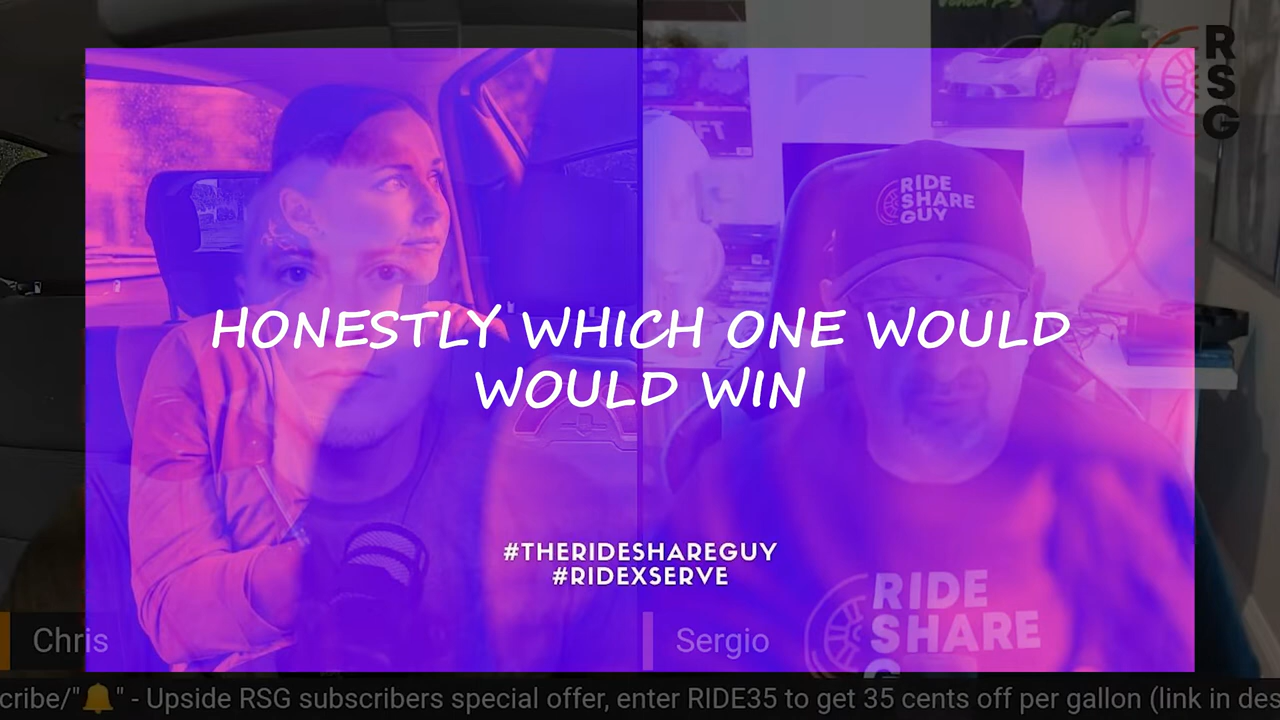 R
S
G
FT
RIDE
SHARE
GUY
HONESTLY WHICH ONE WOULD
WOULD WIN
#THERIDESHAREGUY
#RIDEXSERVE
RIDE
SHARE
G
Chris
Sergio
cribe/"🔔" - Upside RSG subscribers special offer, enter RIDE35 to get 35 cents off per gallon (link in des